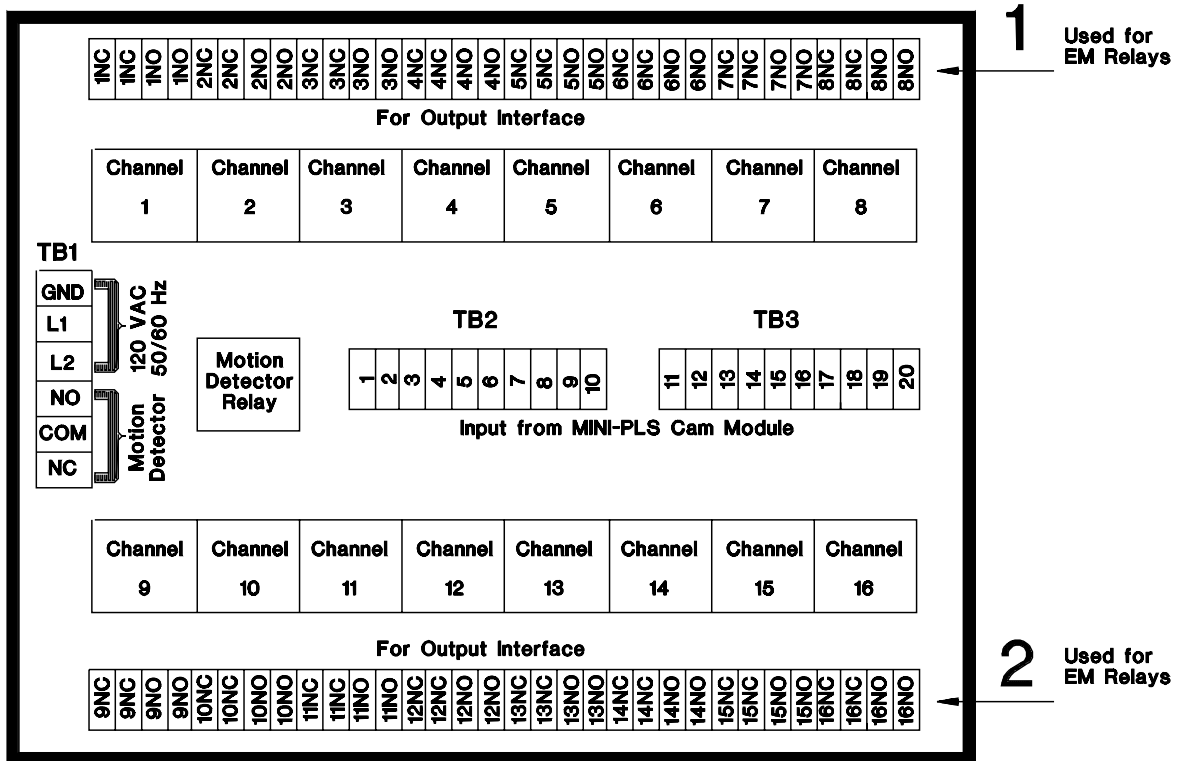 1NC 1NC 1NO 1NO 2NC 2NC 2NO 2NO 3NC 3NC 3NO 3NO 4NC 4NC 4NO 4NO 5NC 5NC 5NO 5NO 6NC 6NC 6NO 6NO 7NC 7NC 7NO 7NO 8NC 8NC 8NO 8NO
1
Used for
EM Relays
For Output Interface
Channel Channel Channel Channel Channel Channel Channel Channel
1 2 3 4 5 6 7 8
TB1
GND
L1
L2
120 VAC
50/60 Hz
NO
COM
NC
Motion
Detector
Motion
Detector
Relay
TB2
1 2 3 4 5 6 7 8 9 10
TB3
11 12 13 14 15 16 17 18 19 20
Input from MINI-PLS Cam Module
Channel Channel Channel Channel Channel Channel Channel Channel
9 10 11 12 13 14 15 16
For Output Interface
9NC 9NC 9NO 9NO 10NC 10NC 10NO 10NO 11NC 11NC 11NO 11NO 12NC 12NC 12NO 12NO 13NC 13NC 13NO 13NO 14NC 14NC 14NO 14NO 15NC 15NC 15NO 15NO 16NC 16NC 16NO 16NO
2
Used for
EM Relays